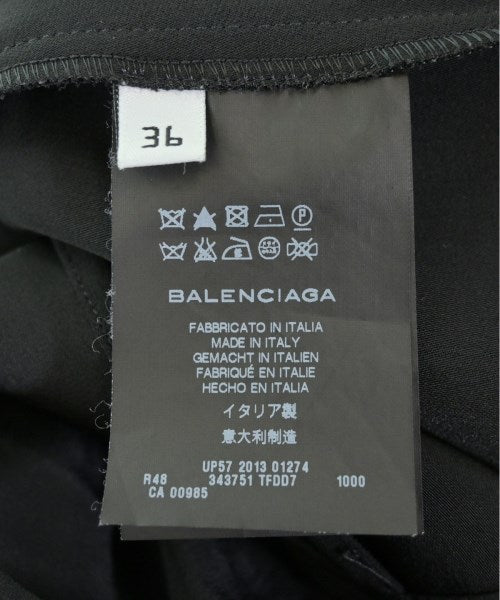 36
BALENCIAGA
FABBRICATO IN ITALIA
MADE IN ITALY
GEMACHT IN ITALIEN
FABRIQUÉ EN ITALIE
HECHO EN ITALIA
イタリア製
意大利制造
UP57 2013 01274
R48 343751 TFDD7 1000
CA 00985